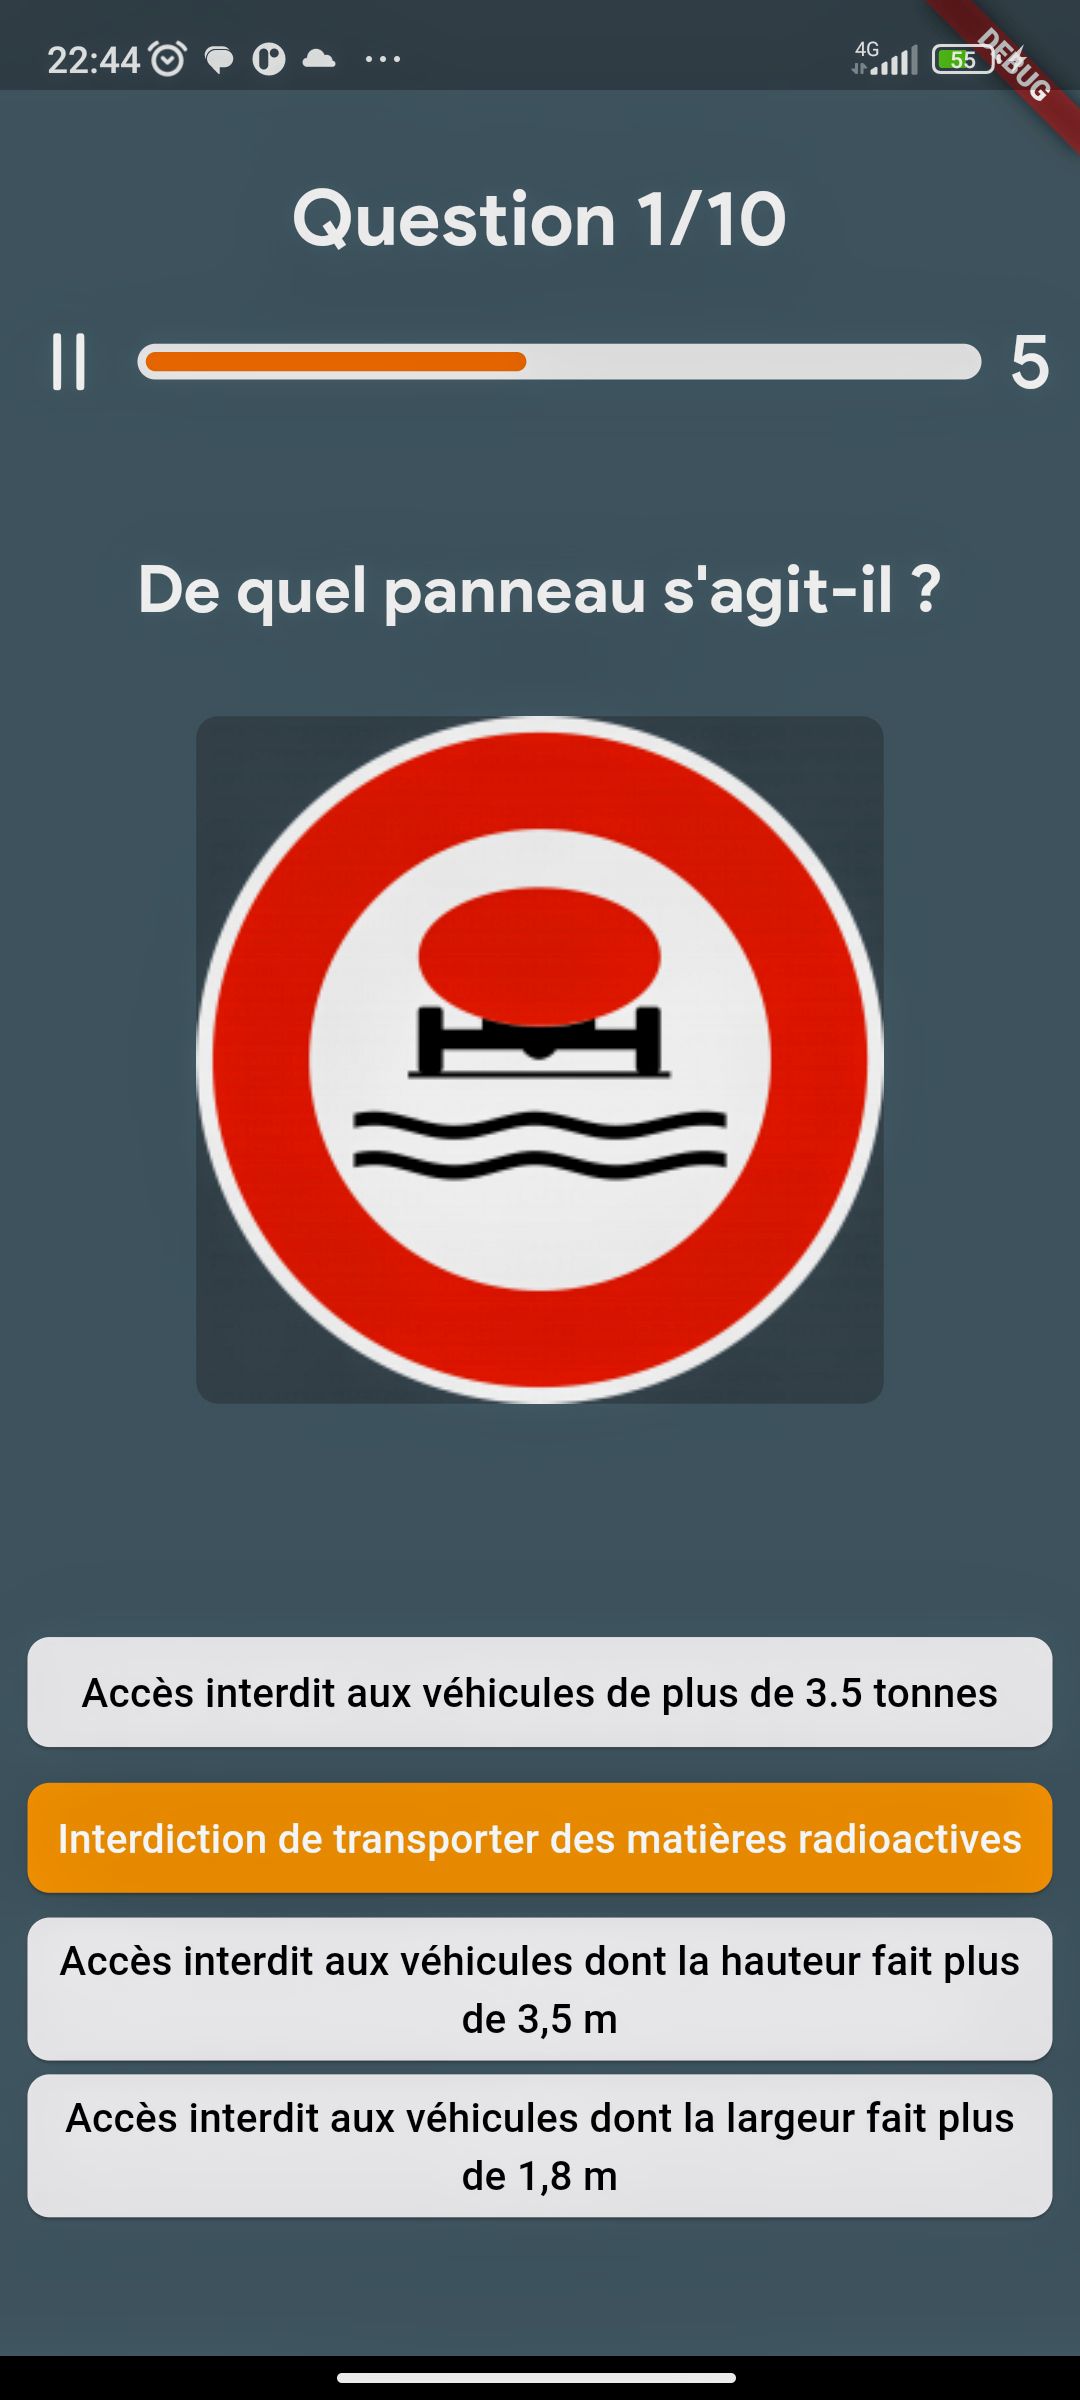 22:44
4G
55
DEBUG
Question 1/10
5
De quel panneau s'agit-il ?
Accès interdit aux véhicules de plus de 3.5 tonnes
Interdiction de transporter des matières radioactives
Accès interdit aux véhicules dont la hauteur fait plus
de 3,5 m
Accès interdit aux véhicules dont la largeur fait plus
de 1,8 m